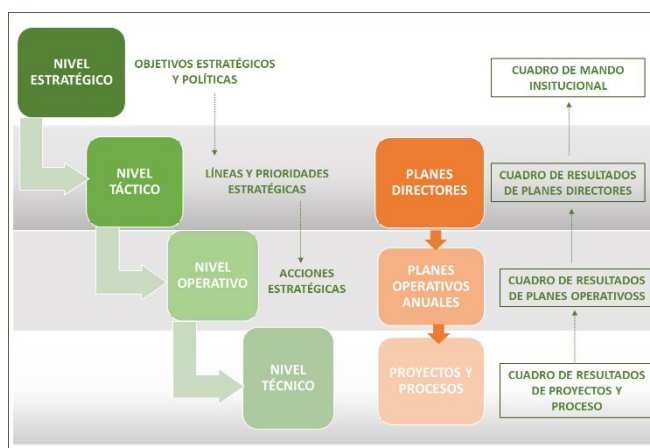 NIVEL
ESTRATÉGICO
OBJETIVOS ESTRATÉGICOS
Y POLÍTICAS
CUADRO DE MANDO
INSITUCIONAL
NIVEL
TÁCTICO
LÍNEAS Y PRIORIDADES
ESTRATÉGICAS
PLANES
DIRECTORES
CUADRO DE RESULTADOS
DE PLANES DIRECTORES
NIVEL
OPERATIVO
ACCIONES
ESTRATÉGICAS
PLANES
OPERATIVOS
ANUALES
CUADRO DE RESULTADOS
DE PLANES OPERATIVOSS
NIVEL
TÉCNICO
PROYECTOS Y
PROCESOS
CUADRO DE RESULTADOS
DE PROYECTOS Y
PROCESO